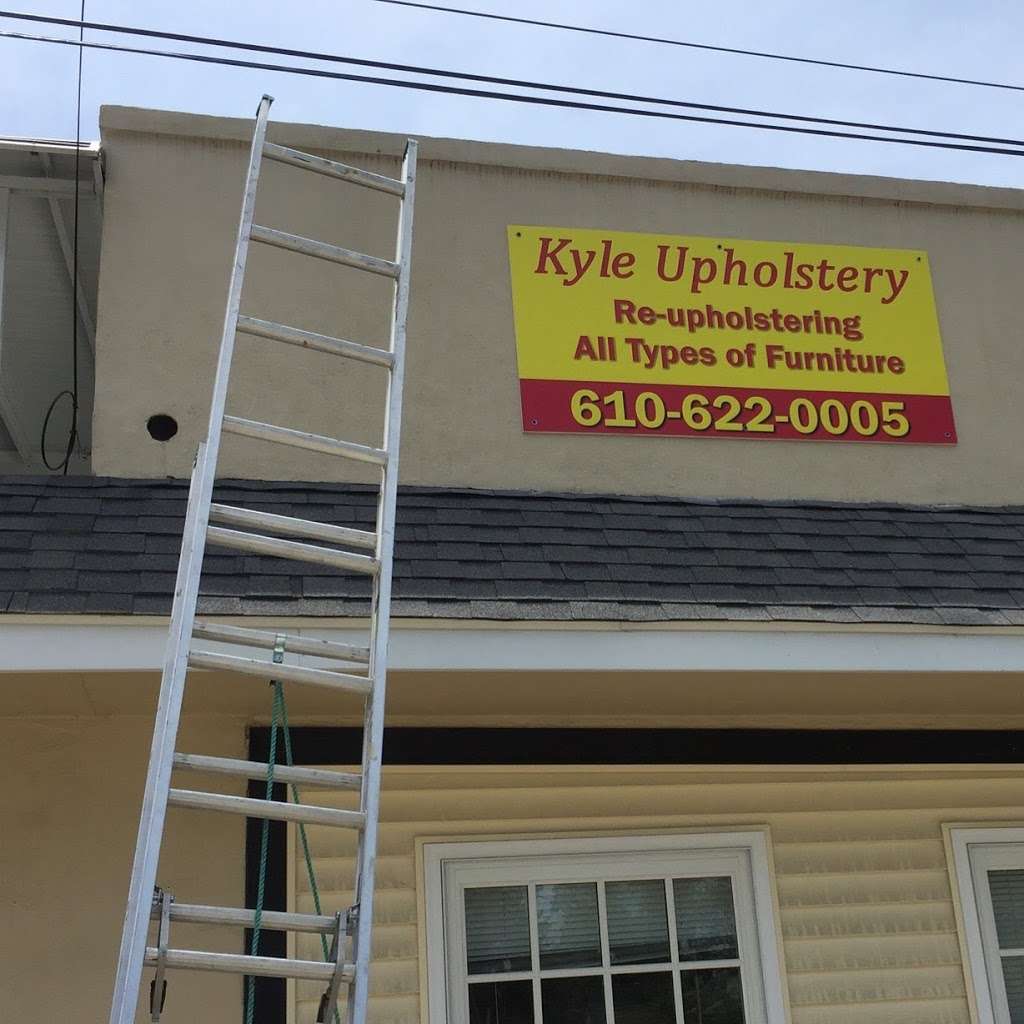 Kyle Upholstery
Re-upholstering
All Types of Furniture
610-622-0005